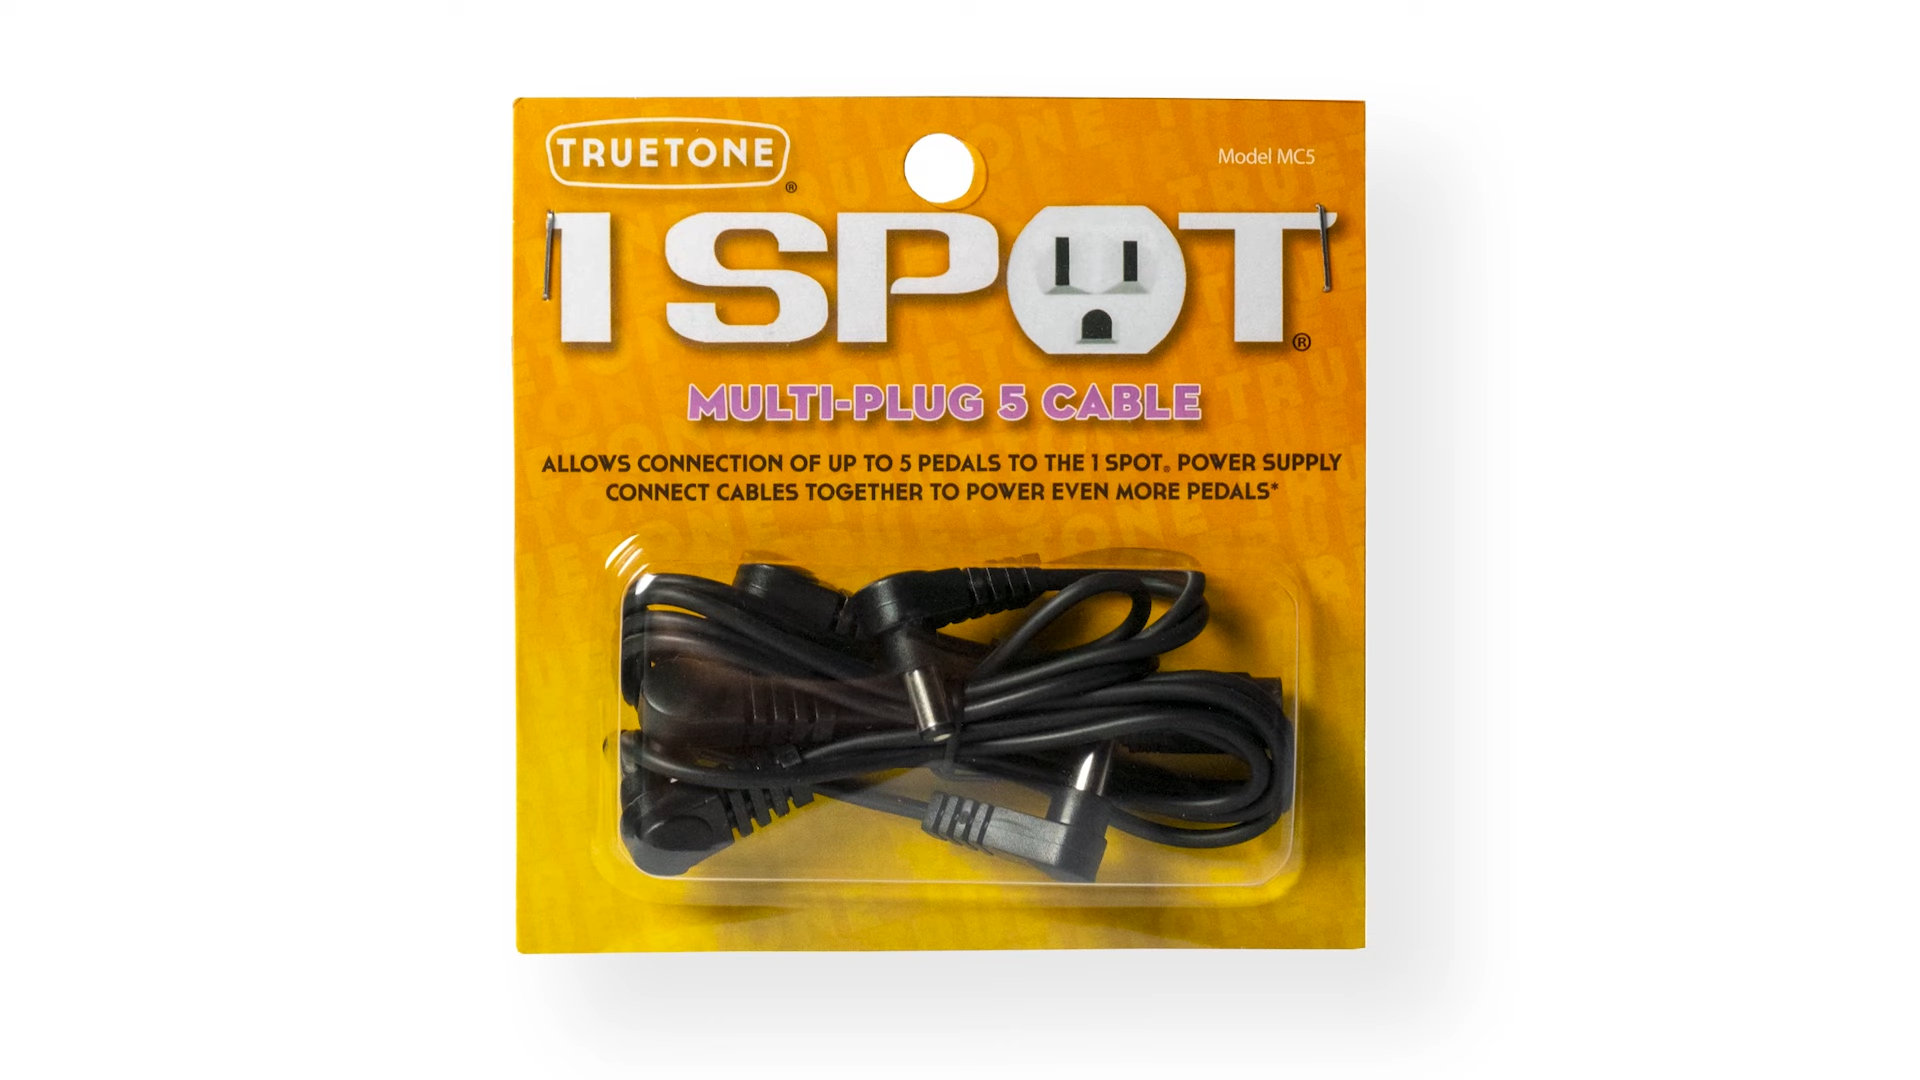 TRUETONE®
Model MC5
1 SPOT®
MULTI-PLUG 5 CABLE
ALLOWS CONNECTION OF UP TO 5 PEDALS TO THE 1 SPOT® POWER SUPPLY
CONNECT CABLES TOGETHER TO POWER EVEN MORE PEDALS*